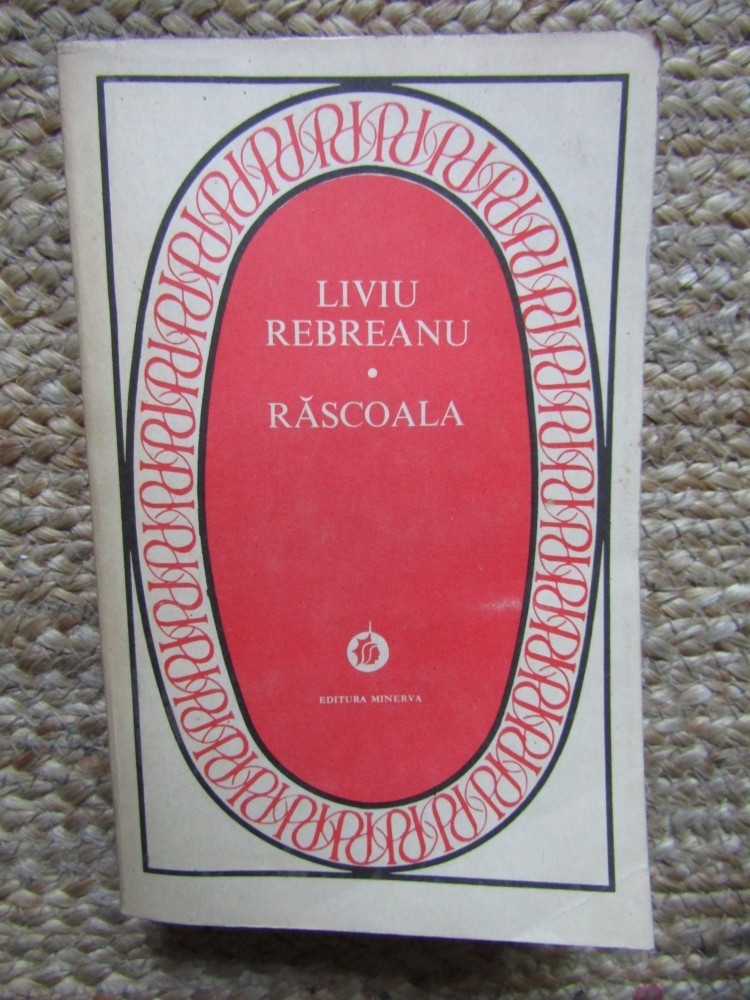 LIVIU
REBREANU
•
RĂSCOALA
EDITURA MINERVA